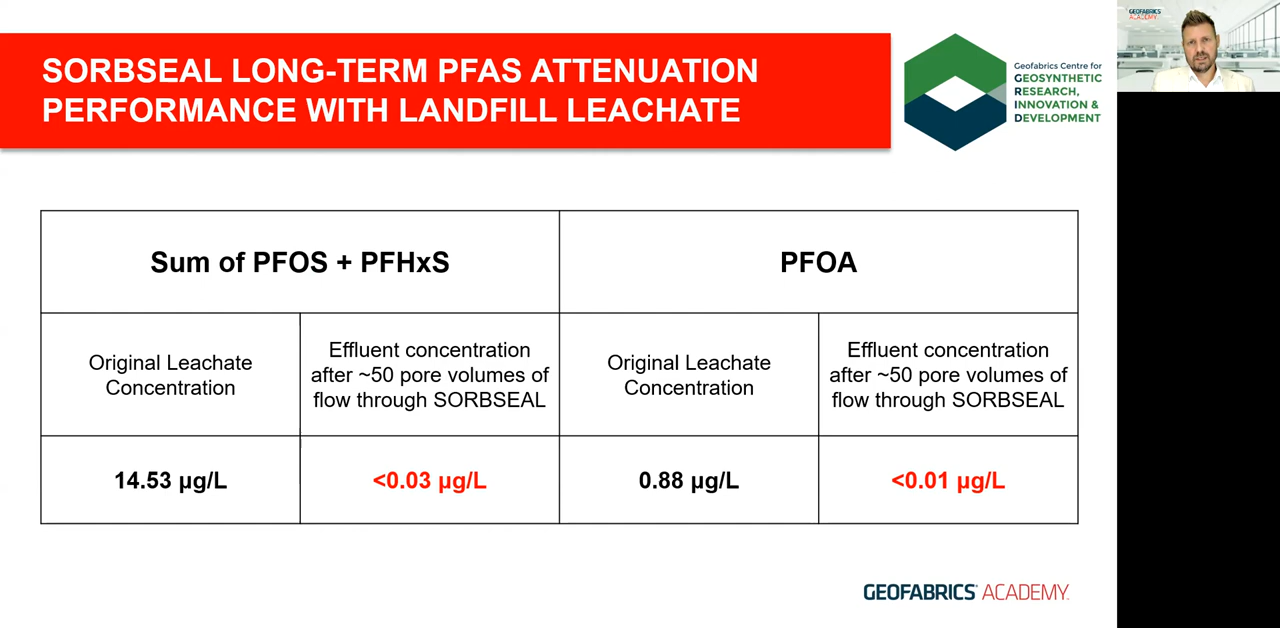 SORBSEAL LONG-TERM PFAS ATTENUATION
PERFORMANCE WITH LANDFILL LEACHATE
Geofabrics Centre for
GEOSYNTHETIC
RESEARCH,
INNOVATION &
DEVELOPMENT
GEOFABRICS
ACADEMY
Sum of PFOS + PFHxS
PFOA
Original Leachate
Concentration
Effluent concentration
after ~50 pore volumes of
flow through SORBSEAL
Original Leachate
Concentration
Effluent concentration
after ~50 pore volumes of
flow through SORBSEAL
14.53 µg/L
<0.03 µg/L
0.88 µg/L
<0.01 µg/L
GEOFABRICS ACADEMY